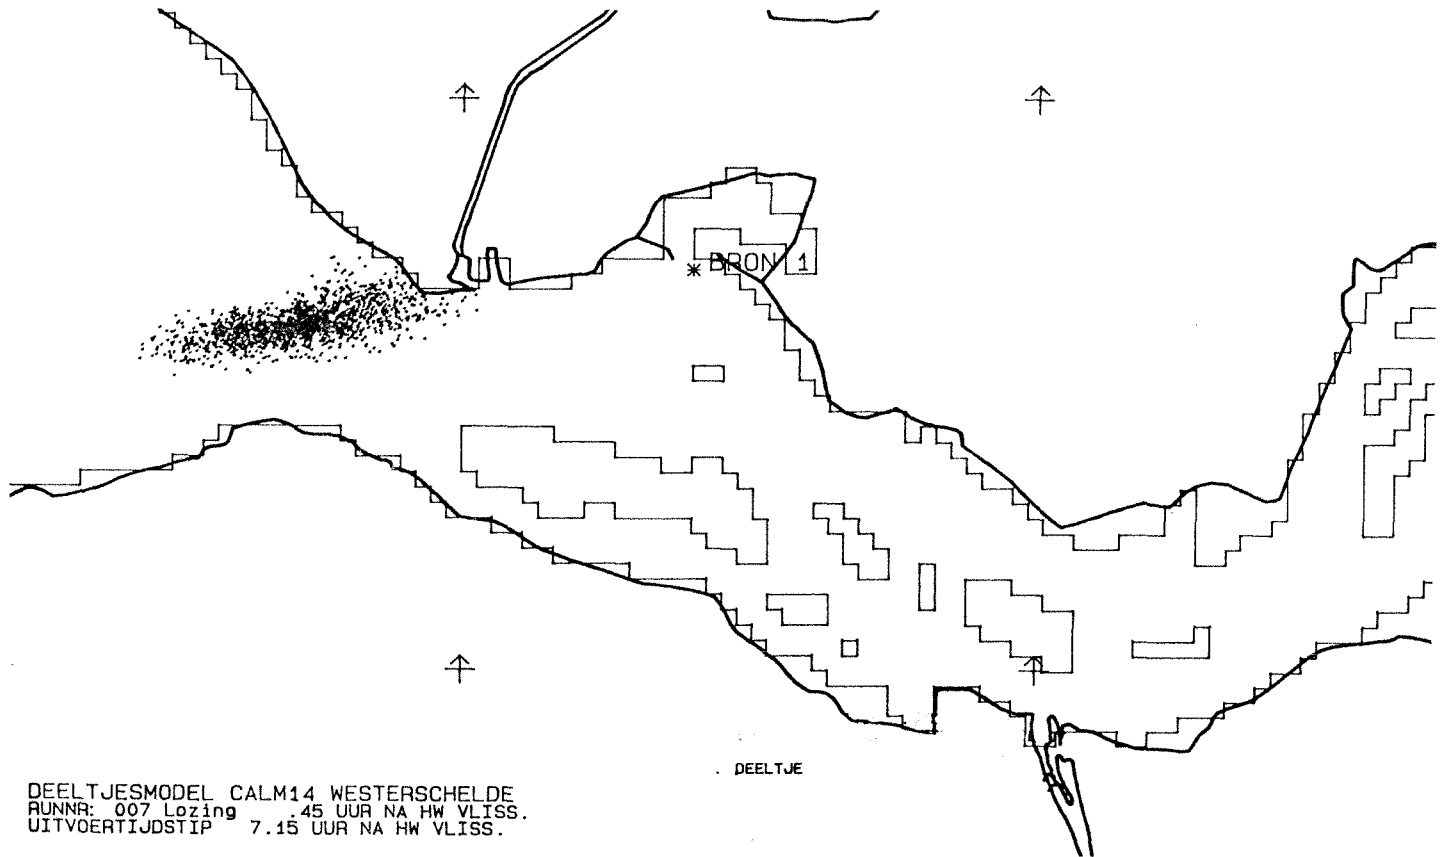 * BRON 1
. DEELTJE
DEELTJESMODEL CALM14 WESTERSCHELDE
RUNNR: 007 Lozing .45 UUR NA HW VLISS.
UITVOERTIJDSTIP 7.15 UUR NA HW VLISS.